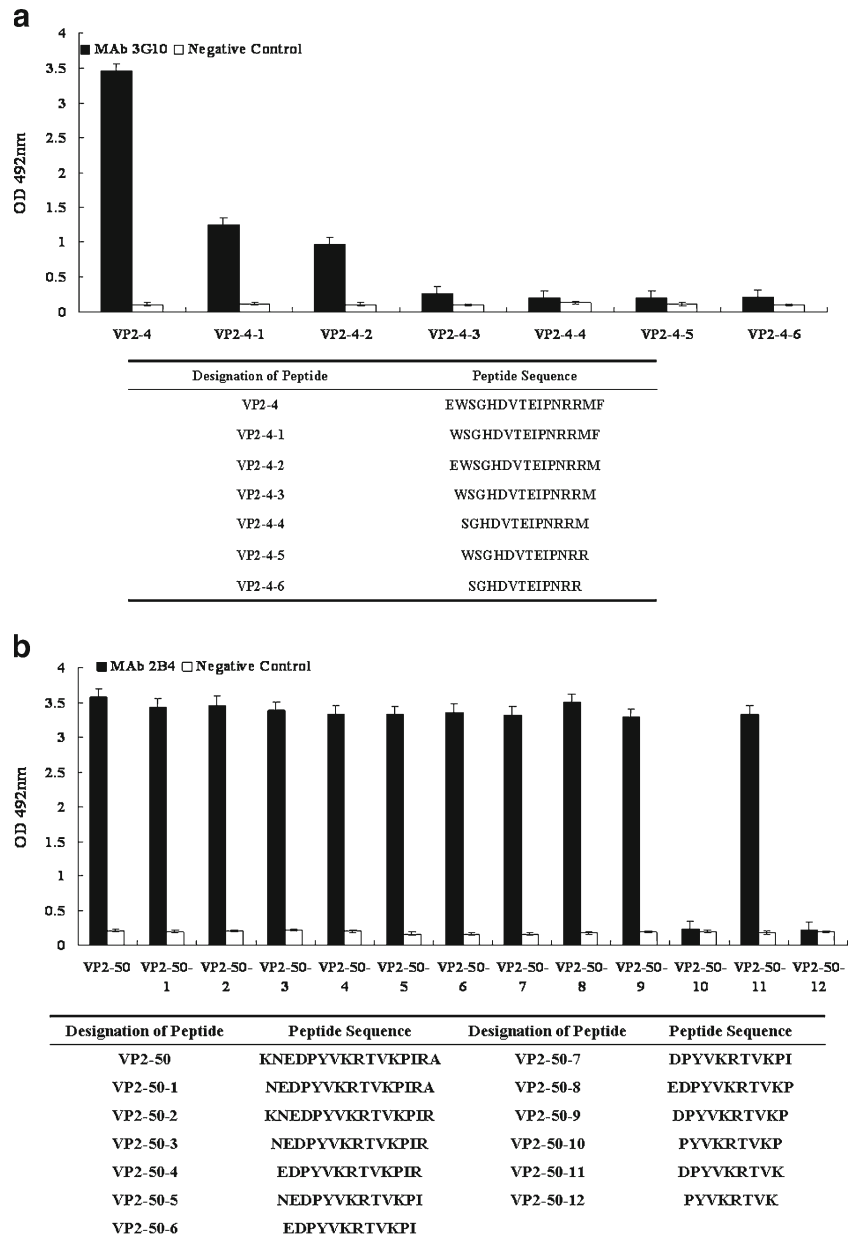 a
MAb 3G10 Negative Control
4
3.5
3
2.5
2
1.5
1
0.5
0
OD 492nm
VP2-4 VP2-4-1 VP2-4-2 VP2-4-3 VP2-4-4 VP2-4-5 VP2-4-6
Designation of Peptide Peptide Sequence
VP2-4 EWSGHDVTEIPNRRMF
VP2-4-1 WSGHDVTEIPNRRMF
VP2-4-2 EWSGHDVTEIPNRRM
VP2-4-3 WSGHDVTEIPNRRM
VP2-4-4 SGHDVTEIPNRRM
VP2-4-5 WSGHDVTEIPNRR
VP2-4-6 SGHDVTEIPNRR
b
MAb 2B4 Negative Control
4
3.5
3
2.5
2
1.5
1
0.5
0
OD 492nm
VP2-50 VP2-50- VP2-50- VP2-50- VP2-50- VP2-50- VP2-50- VP2-50- VP2-50- VP2-50- VP2-50- VP2-50- VP2-50-
1 2 3 4 5 6 7 8 9 10 11 12
Designation of Peptide Peptide Sequence Designation of Peptide Peptide Sequence
VP2-50 KNEDPYVKRTVKPIRA VP2-50-7 DPYVKRTVKPI
VP2-50-1 NEDPYVKRTVKPIRA VP2-50-8 EDPYVKRTVKP
VP2-50-2 KNEDPYVKRTVKPIR VP2-50-9 DPYVKRTVKP
VP2-50-3 NEDPYVKRTVKPIR VP2-50-10 PYVKRTVKP
VP2-50-4 EDPYVKRTVKPIR VP2-50-11 DPYVKRTVK
VP2-50-5 NEDPYVKRTVKPI VP2-50-12 PYVKRTVK
VP2-50-6 EDPYVKRTVKPI